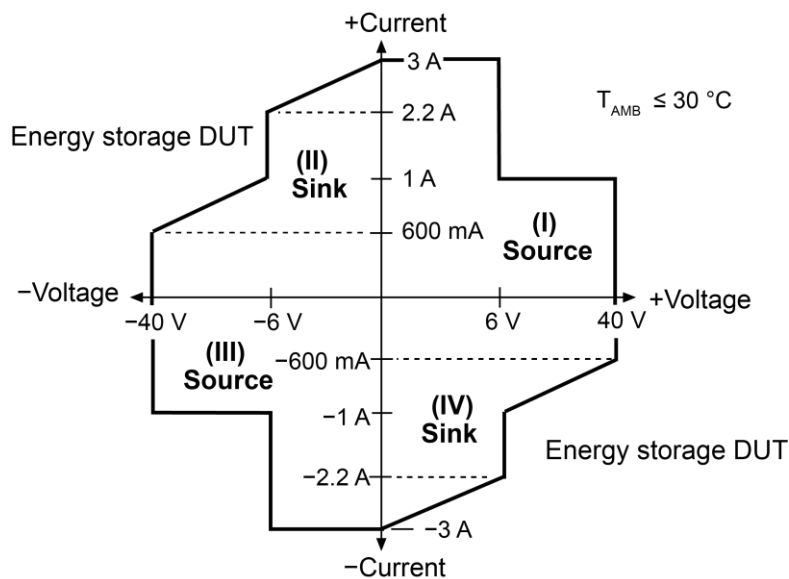 +Current
3 A
T_AMB ≤ 30 °C
2.2 A
Energy storage DUT
(II)
Sink
1 A
600 mA
(I)
Source
−Voltage
+Voltage
−40 V
−6 V
6 V
40 V
(III)
Source
−600 mA
−1 A
(IV)
Sink
Energy storage DUT
−2.2 A
−3 A
−Current